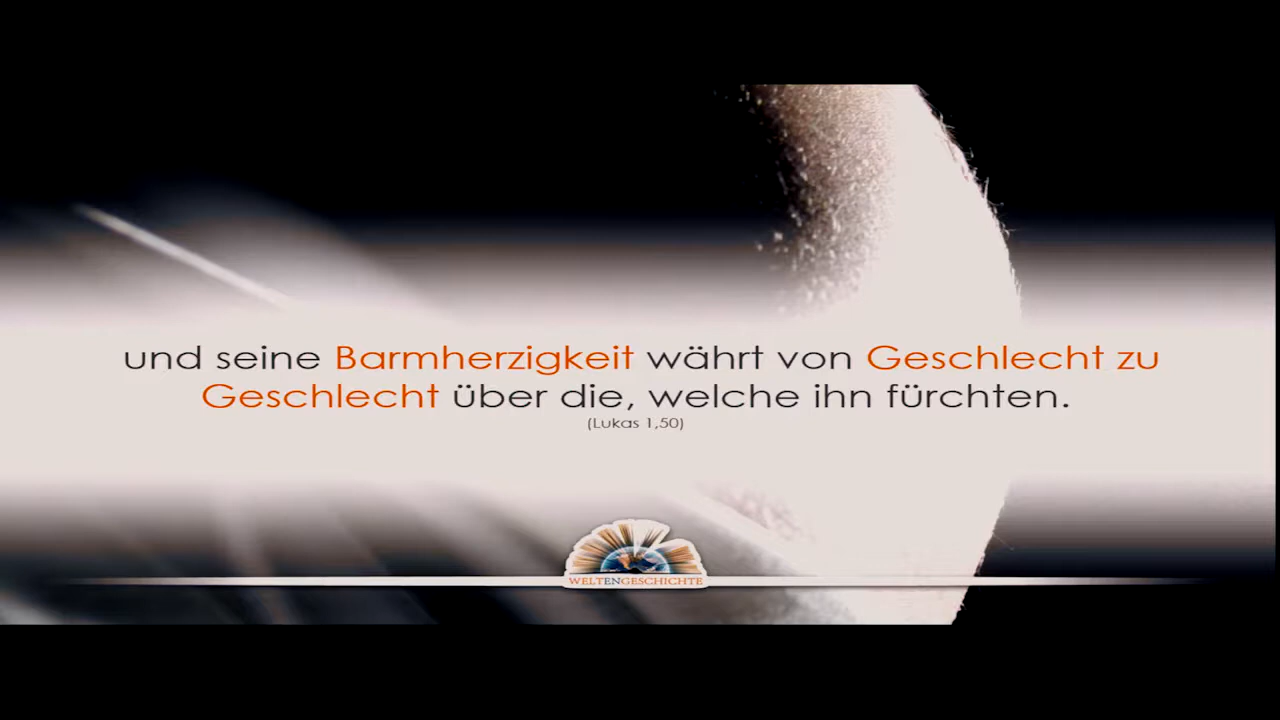 und seine Barmherzigkeit währt von Geschlecht zu
Geschlecht über die, welche ihn fürchten.
(Lukas 1,50)
WELTENGESCHICHTE